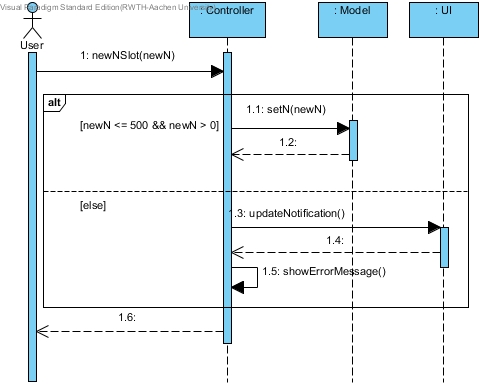 Visual Paradigm Standard Edition(RWTH-Aachen University)
: Controller
: Model
: UI
User
1: newNSlot(newN)
alt
[newN <= 500 && newN > 0]
1.1: setN(newN)
1.2:
[else]
1.3: updateNotification()
1.4:
1.5: showErrorMessage()
1.6: